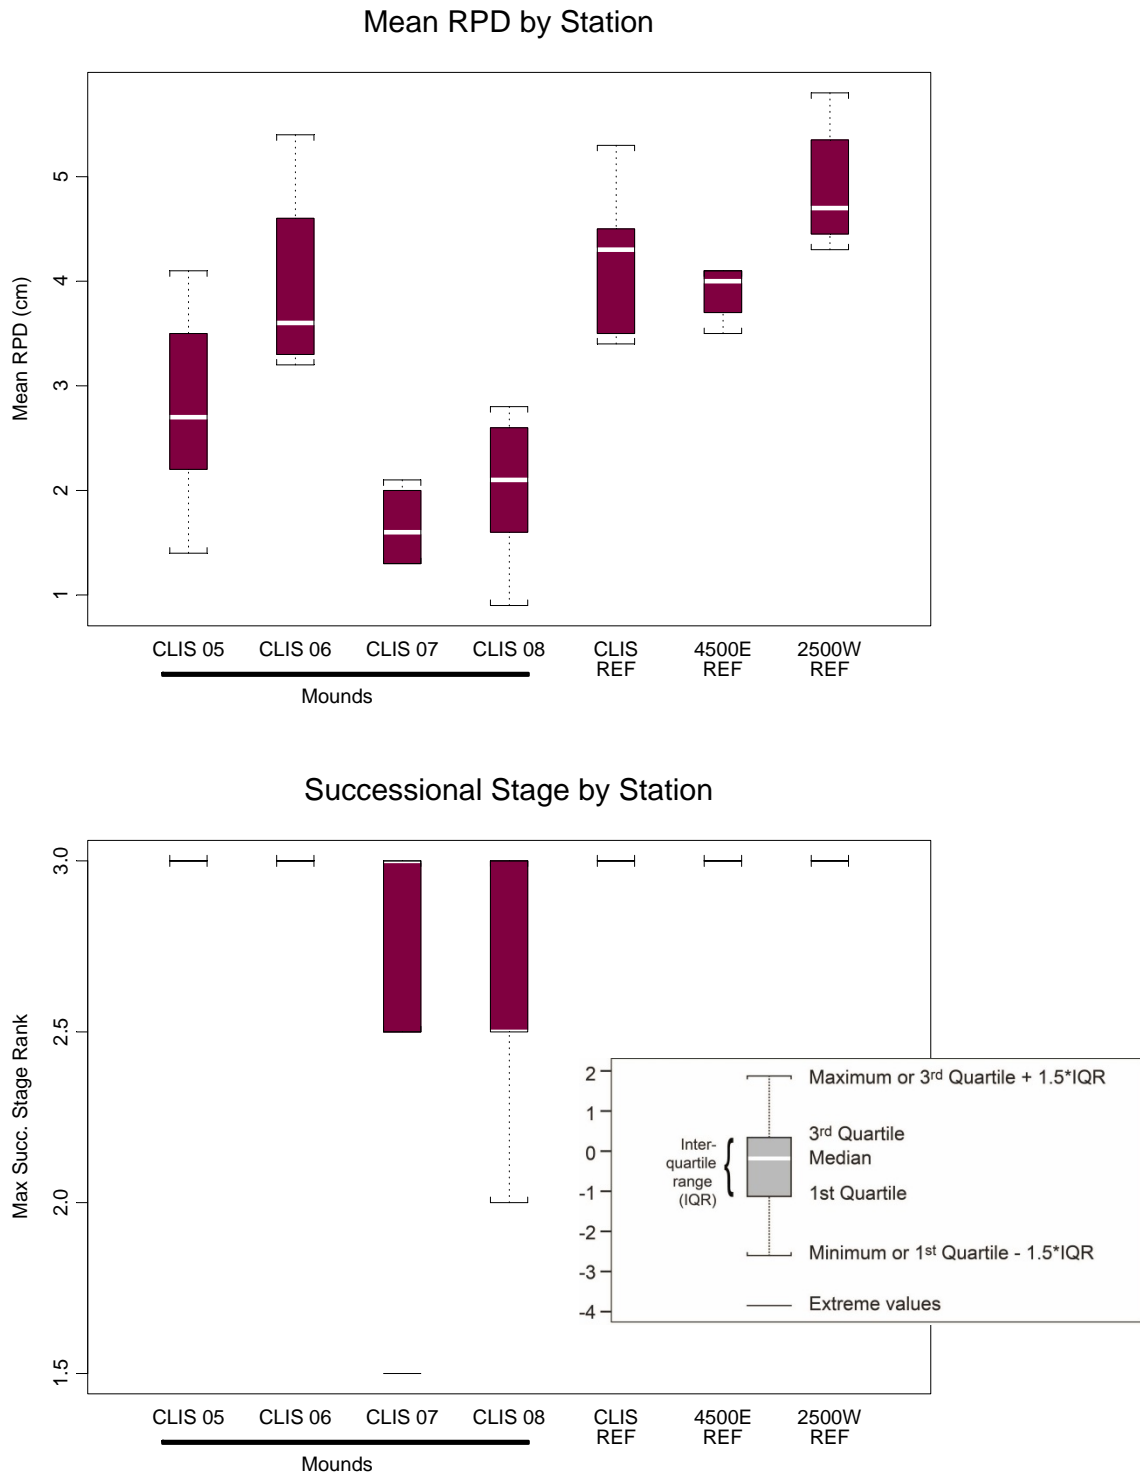 Mean RPD by Station
Mean RPD (cm)
5
4
3
2
1
CLIS 05 CLIS 06 CLIS 07 CLIS 08 CLIS REF 4500E REF 2500W REF
Mounds
Successional Stage by Station
Max Succ. Stage Rank
3.0
2.5
2.0
1.5
2
1
0
-1
-2
-3
-4
Inter-
quartile
range
(IQR)
Maximum or 3rd Quartile + 1.5*IQR
3rd Quartile
Median
1st Quartile
Minimum or 1st Quartile - 1.5*IQR
Extreme values
CLIS 05 CLIS 06 CLIS 07 CLIS 08 CLIS REF 4500E REF 2500W REF
Mounds